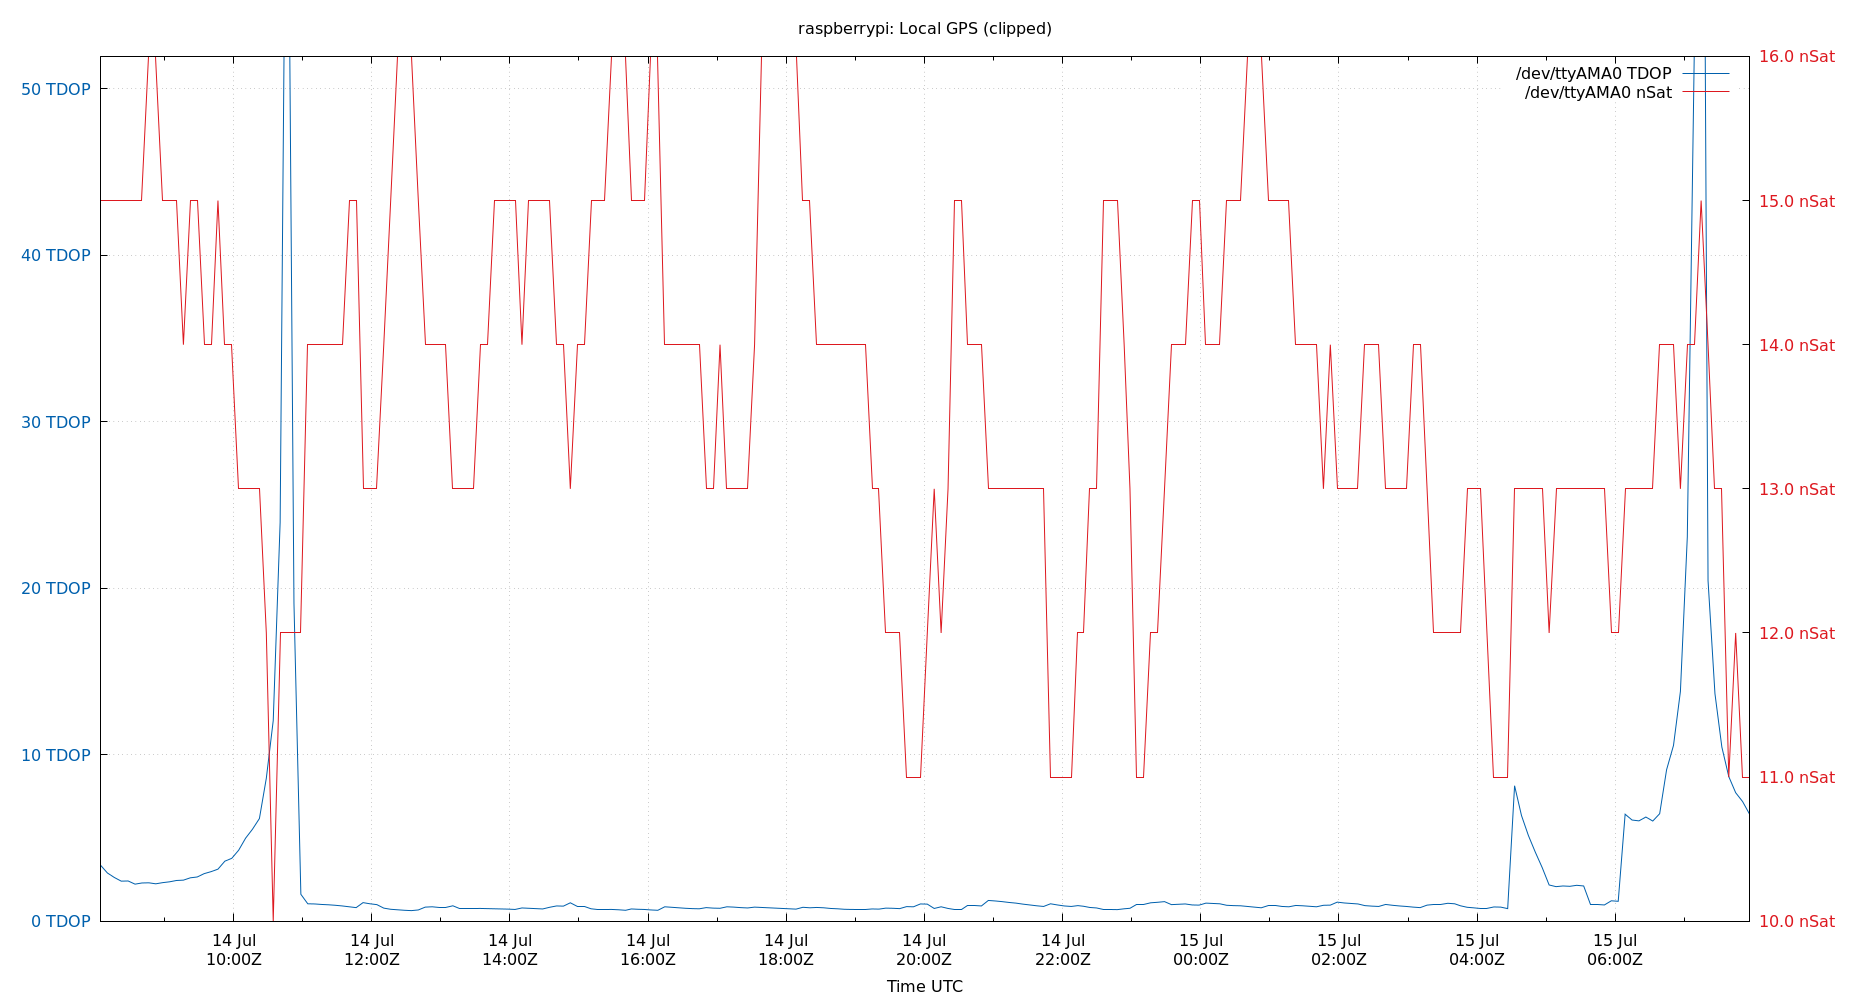 raspberrypi: Local GPS (clipped)
/dev/ttyAMA0 TDOP
/dev/ttyAMA0 nSat
50 TDOP
40 TDOP
30 TDOP
20 TDOP
10 TDOP
0 TDOP
16.0 nSat
15.0 nSat
14.0 nSat
13.0 nSat
12.0 nSat
11.0 nSat
10.0 nSat
14 Jul
10:00Z
14 Jul
12:00Z
14 Jul
14:00Z
14 Jul
16:00Z
14 Jul
18:00Z
14 Jul
20:00Z
14 Jul
22:00Z
15 Jul
00:00Z
15 Jul
02:00Z
15 Jul
04:00Z
15 Jul
06:00Z
Time UTC